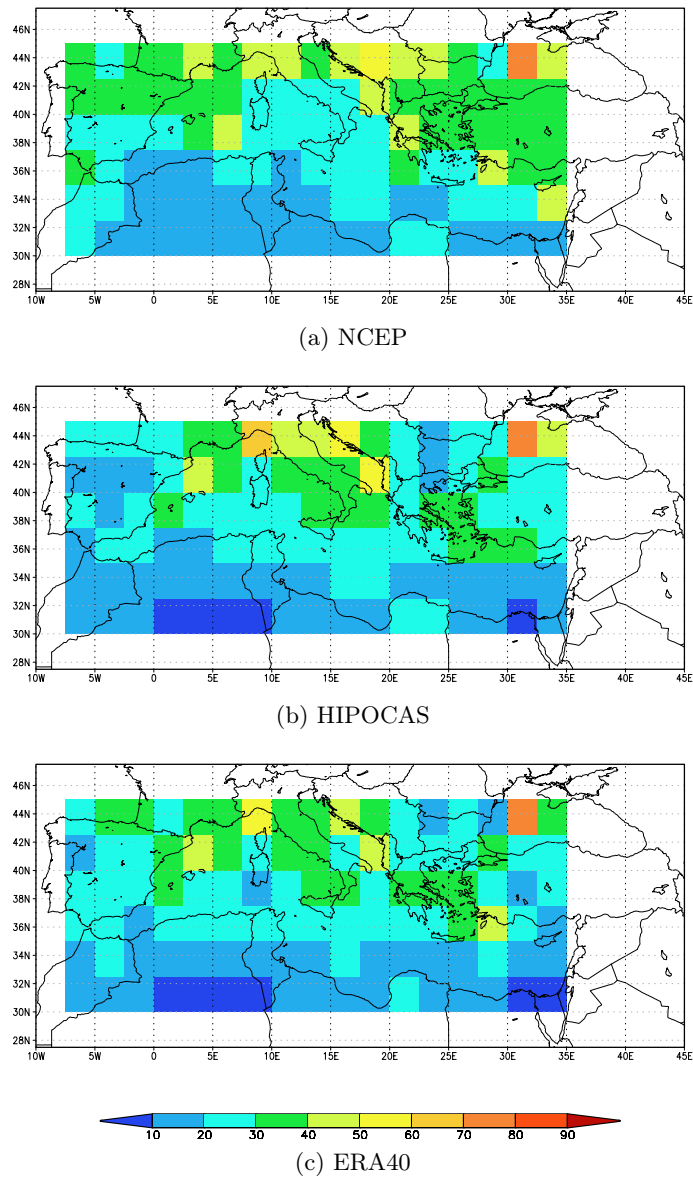 46N
44N
42N
40N
38N
36N
34N
32N
30N
28N
10W 5W 0 5E 10E 15E 20E 25E 30E 35E 40E 45E
(a) NCEP
46N
44N
42N
40N
38N
36N
34N
32N
30N
28N
10W 5W 0 5E 10E 15E 20E 25E 30E 35E 40E 45E
(b) HIPOCAS
46N
44N
42N
40N
38N
36N
34N
32N
30N
28N
10W 5W 0 5E 10E 15E 20E 25E 30E 35E 40E 45E
10 20 30 40 50 60 70 80 90
(c) ERA40